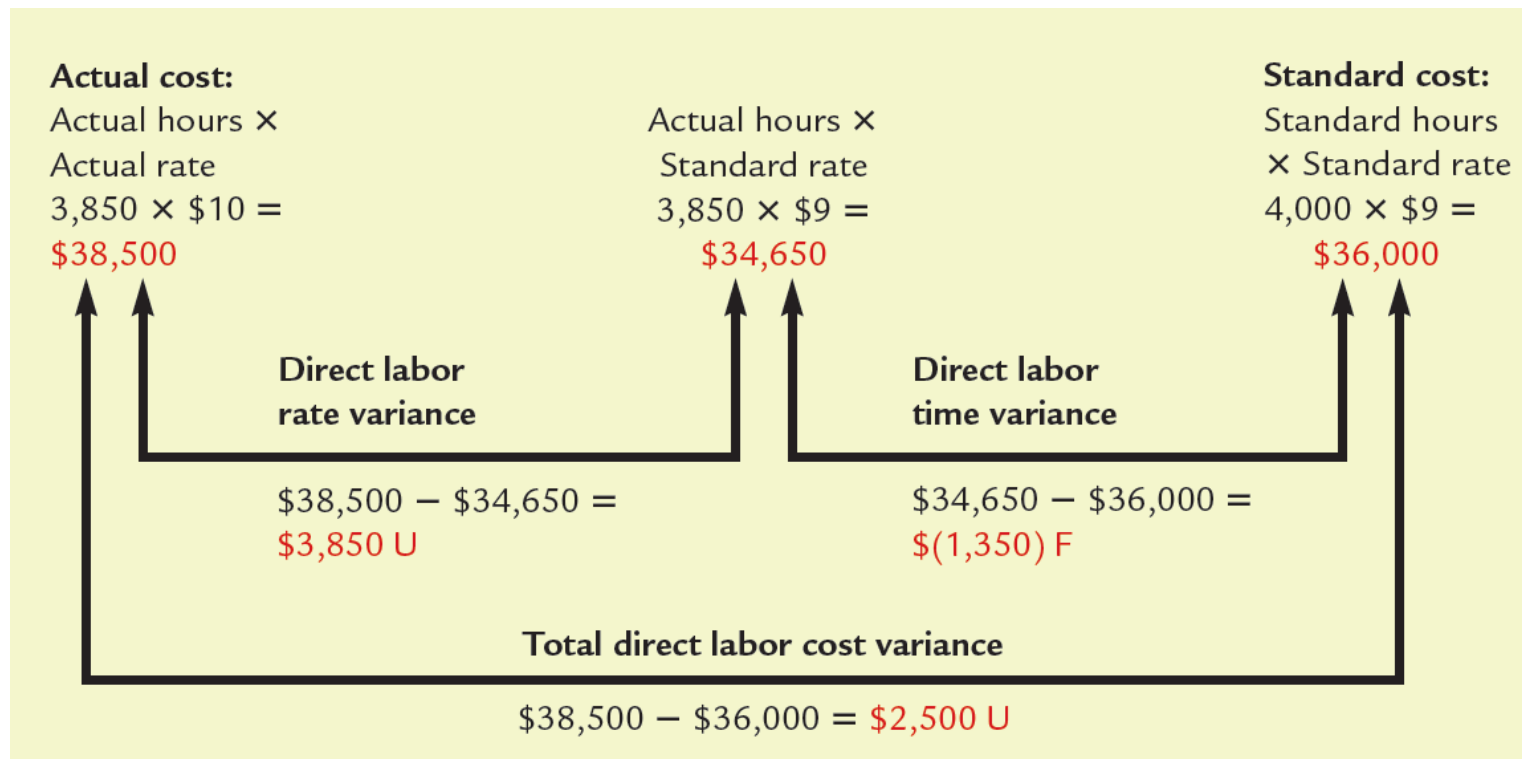 Actual cost:
Actual hours ×
Actual rate
3,850 × $10 =
$38,500
Actual hours ×
Standard rate
3,850 × $9 =
$34,650
Standard cost:
Standard hours
× Standard rate
4,000 × $9 =
$36,000
Direct labor
rate variance
$38,500 – $34,650 =
$3,850 U
Direct labor
time variance
$34,650 – $36,000 =
$(1,350) F
Total direct labor cost variance
$38,500 – $36,000 = $2,500 U